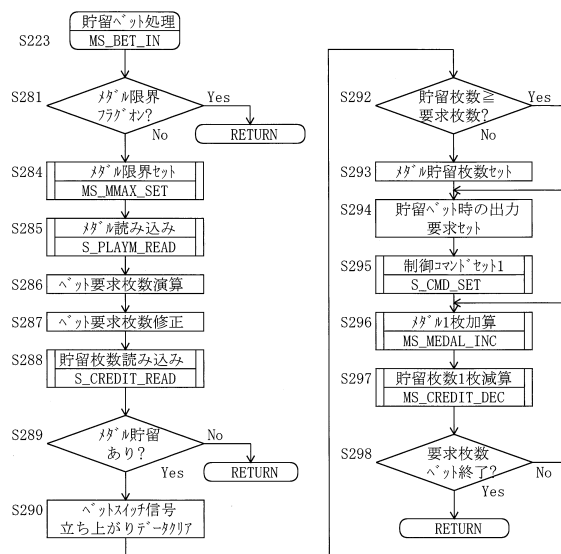 S223
貯留ﾍﾞｯﾄ処理
MS_BET_IN
S281
ﾒﾀﾞﾙ限界
ﾌﾗｸﾞｵﾝ?
Yes
No
RETURN
S284
ﾒﾀﾞﾙ限界ｾｯﾄ
MS_MMAX_SET
S285
ﾒﾀﾞﾙ読み込み
S_PLAYM_READ
S286
ﾍﾞｯﾄ要求枚数演算
S287
ﾍﾞｯﾄ要求枚数修正
S288
貯留枚数読み込み
S_CREDIT_READ
S289
ﾒﾀﾞﾙ貯留
あり?
No
Yes
RETURN
S290
ﾍﾞｯﾄｽｲｯﾁ信号
立ち上がりﾃﾞｰﾀｸﾘｱ
S292
貯留枚数≧
要求枚数?
Yes
No
S293
ﾒﾀﾞﾙ貯留枚数ｾｯﾄ
S294
貯留ﾍﾞｯﾄ時の出力
要求ｾｯﾄ
S295
制御ｺﾏﾝﾄﾞｾｯﾄ1
S_CMD_SET
S296
ﾒﾀﾞﾙ1枚加算
MS_MEDAL_INC
S297
貯留枚数1枚減算
MS_CREDIT_DEC
S298
要求枚数
ﾍﾞｯﾄ終了?
No
Yes
RETURN